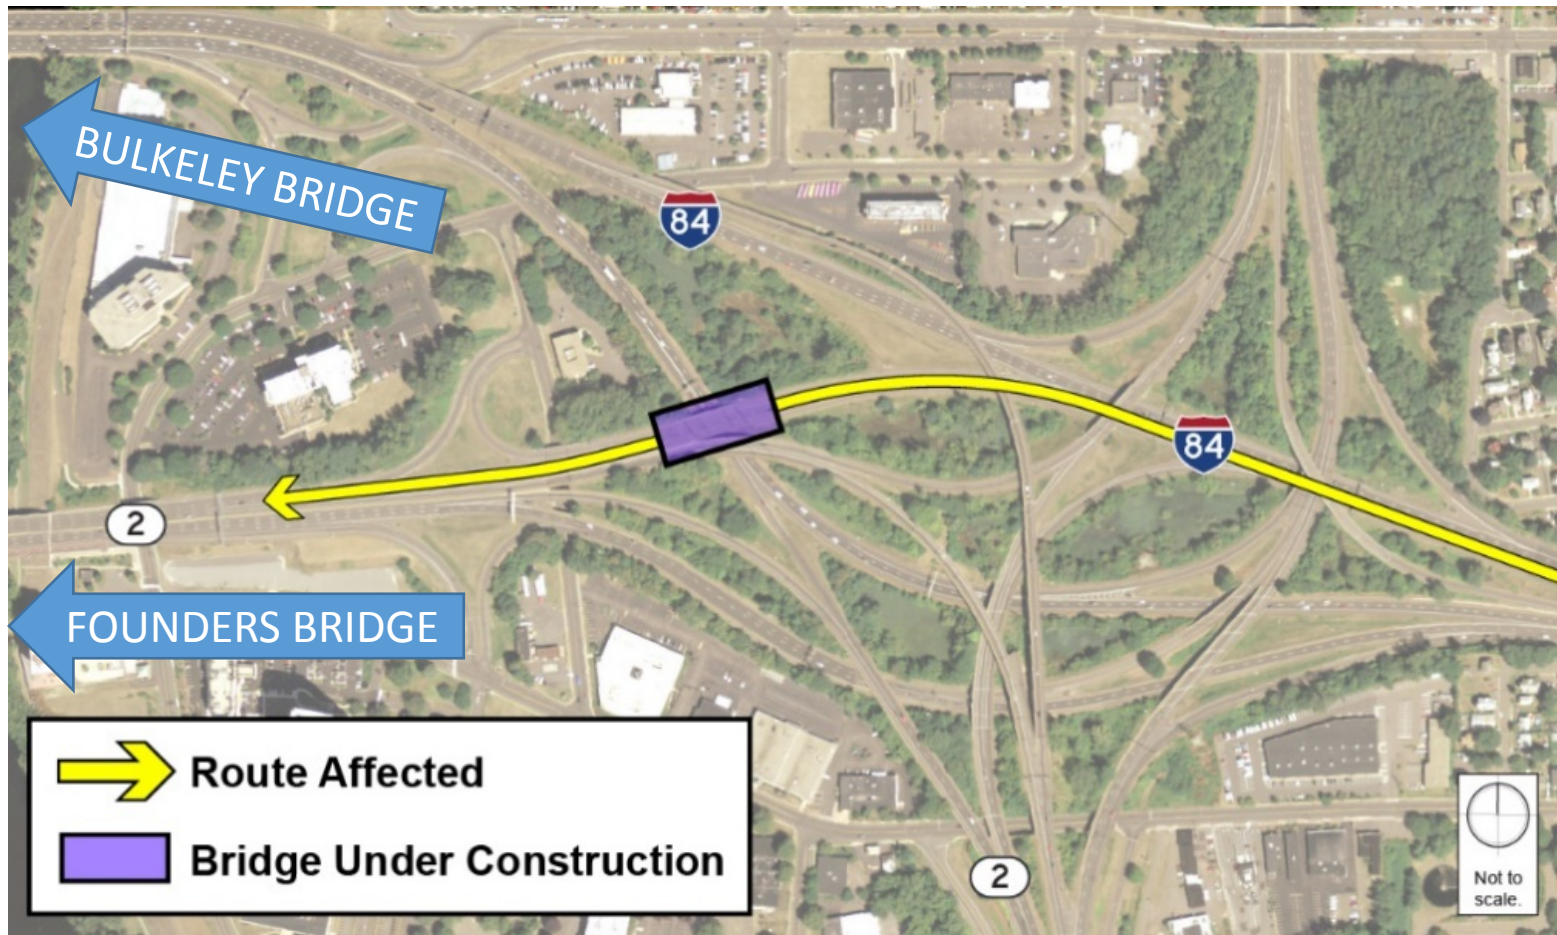 BULKELEY BRIDGE
84
84
2
FOUNDERS BRIDGE
Route Affected
Bridge Under Construction
2
Not to
scale.